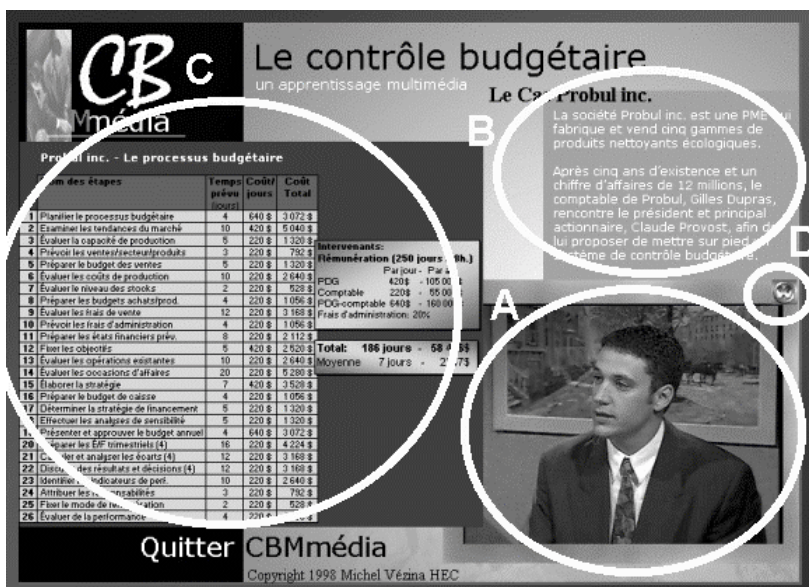 CB
Mmédia
C
Le contrôle budgétaire
un apprentissage multimédia
Le Cas Probul inc.
B
La société Probul inc. est une PME qui
fabrique et vend cinq gammes de
produits nettoyants écologiques.
Après cinq ans d'existence et un
chiffre d'affaires de 12 millions, le
comptable de Probul, Gilles Dupras,
rencontre le président et principal
actionnaire, Claude Provost, afin de
lui proposer de mettre sur pied un
système de contrôle budgétaire.
D
A
Probul inc. - Le processus budgétaire
Nom des étapes Temps prévu (jours) Coût/ jours Coût Total
1 Planifier le processus budgétaire 4 640 $ 3 072 $
2 Examiner les tendances du marché 10 420 $ 5 040 $
3 Évaluer la capacité de production 5 220 $ 1 320 $
4 Prévoir les ventes/secteur/produits 3 220 $ 792 $
5 Préparer le budget des ventes 5 220 $ 1 320 $
6 Évaluer les coûts de production 10 220 $ 2 640 $
7 Évaluer le niveau des stocks 2 220 $ 528 $
8 Préparer les budgets achats/prod. 4 220 $ 1 056 $
9 Évaluer les frais de vente 12 220 $ 3 168 $
10 Prévoir les frais d'administration 4 220 $ 1 056 $
11 Préparer les états financiers prév. 8 220 $ 2 112 $
12 Fixer les objectifs 5 420 $ 2 520 $
13 Évaluer les opérations existantes 10 220 $ 2 640 $
14 Évaluer les occasions d'affaires 20 220 $ 5 280 $
15 Élaborer la stratégie 7 420 $ 3 528 $
16 Préparer le budget de caisse 4 220 $ 1 056 $
17 Déterminer la stratégie de financement 5 220 $ 1 320 $
Effectuer les analyses de sensibilité 5 220 $ 1 320 $
Présenter et approuver le budget annuel 4 640 $ 3 072 $
20 Préparer les É/F trimestriels (4) 16 220 $ 4 224 $
21 Calculer et analyser les écarts (4) 12 220 $ 3 168 $
22 Discuter des résultats et décisions (4) 12 220 $ 3 168 $
23 Identifier les indicateurs de perf. 10 220 $ 2 640 $
24 Attribuer les responsabilités 3 220 $ 792 $
25 Fixer le mode de rémunération 2 220 $ 528 $
26 Évaluer de la performance 4 220 $
Intervenants:
Rémunération (250 jours
Par jour - Par
PDG 420$ - 105 00
Comptable 220$ - 55 00
PDG-comptable 640$ - 160 00
Frais d'administration: 20%
Total: 186 jours - 58
Moyenne 7 jours -
Quitter CBMmédia
Copyright 1998 Michel Vézina HEC